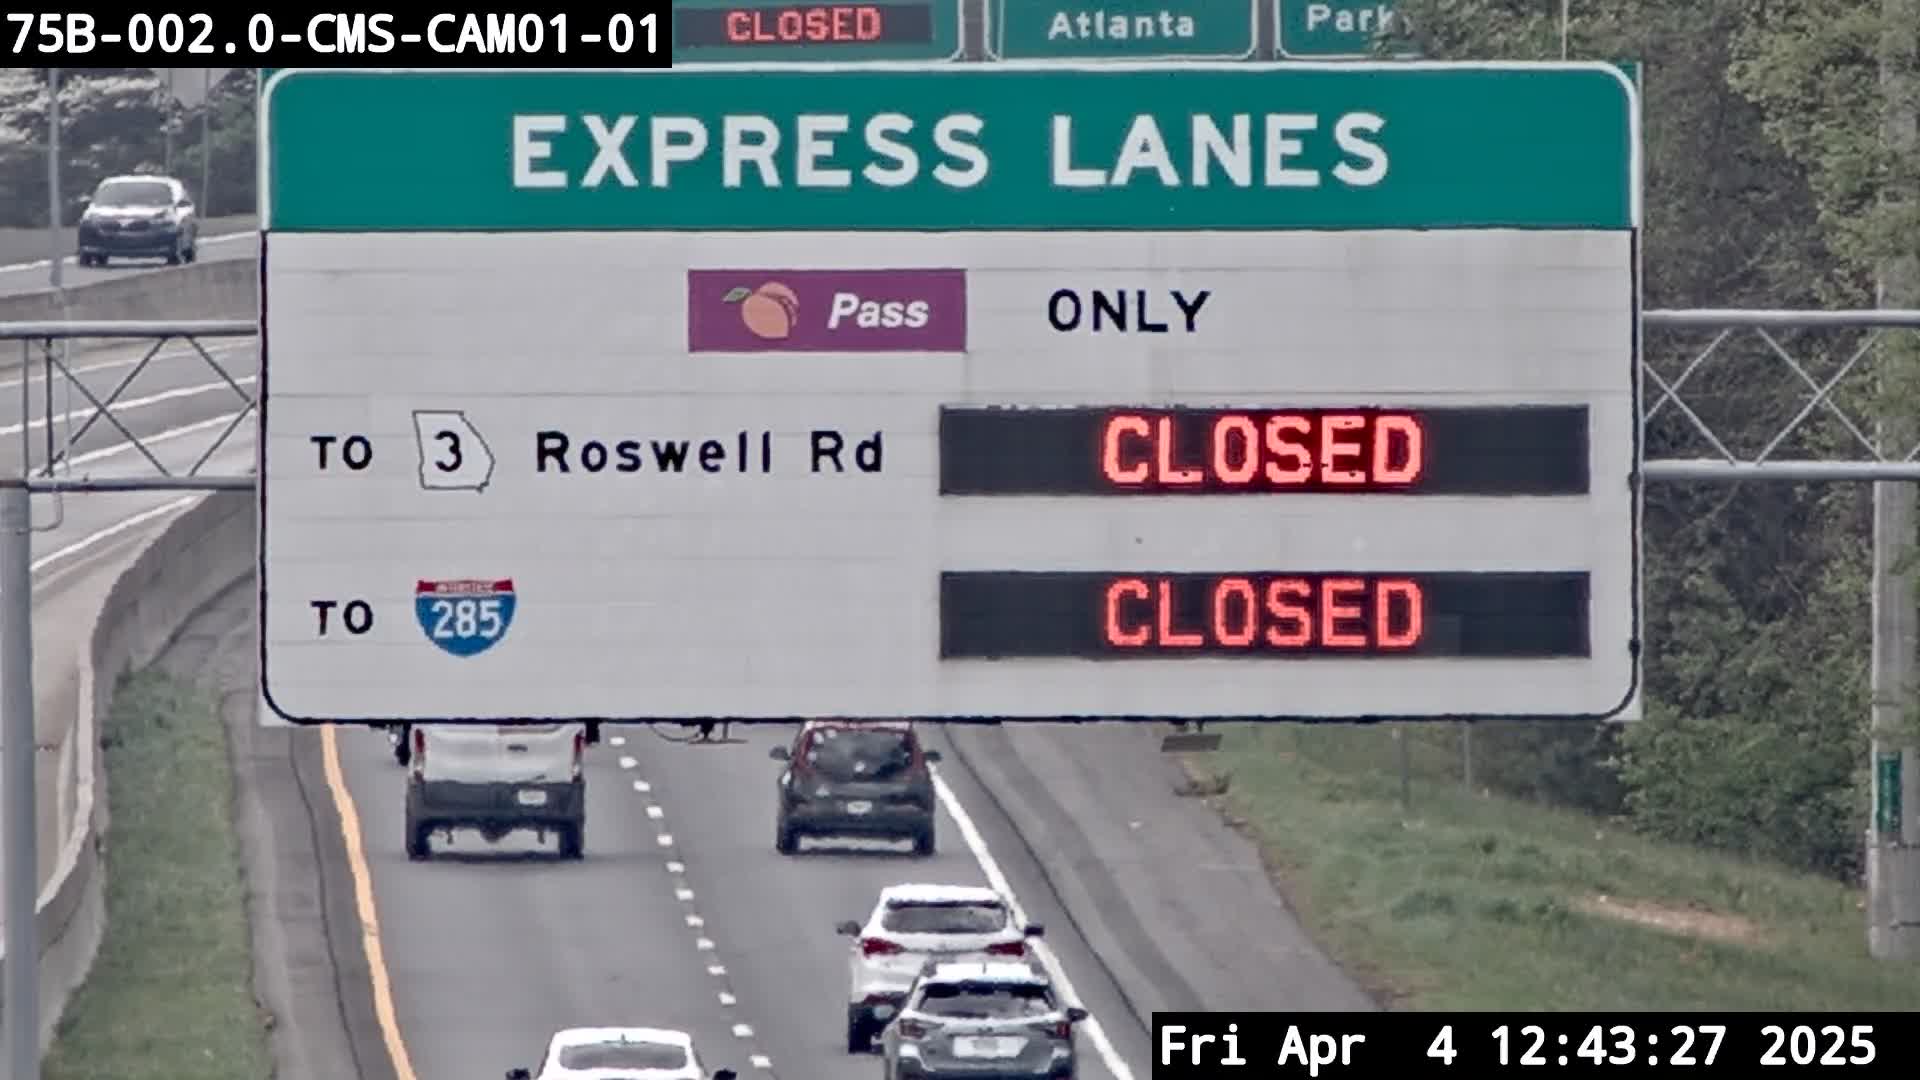 75B-002.0-CMS-CAM01-01
CLOSED
Atlanta
Park
EXPRESS LANES
Pass ONLY
TO 3 Roswell Rd CLOSED
INTERSTATE
TO 285 CLOSED
Fri Apr 4 12:43:27 2025